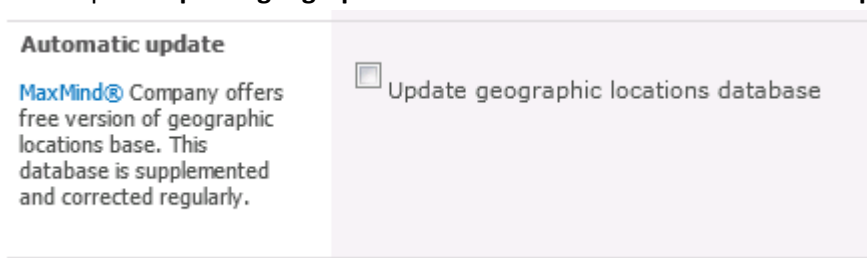 Automatic update
MaxMind® Company offers
free version of geographic
locations base. This
database is supplemented
and corrected regularly.
Update geographic locations database